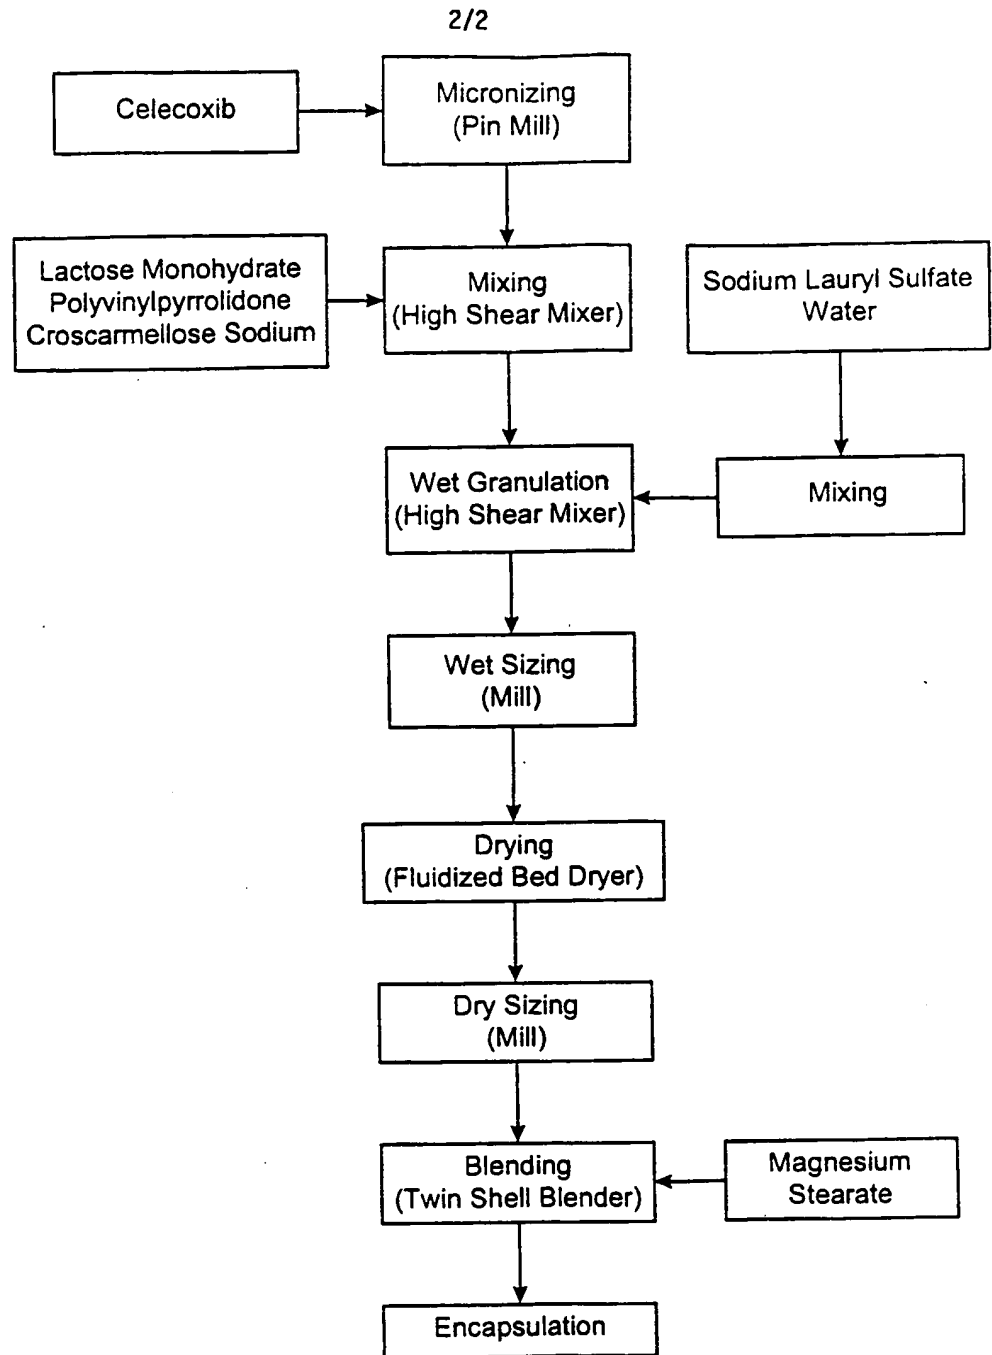 2/2
Celecoxib
Micronizing
(Pin Mill)
Lactose Monohydrate
Polyvinylpyrrolidone
Croscarmellose Sodium
Mixing
(High Shear Mixer)
Sodium Lauryl Sulfate
Water
Wet Granulation
(High Shear Mixer)
Mixing
Wet Sizing
(Mill)
Drying
(Fluidized Bed Dryer)
Dry Sizing
(Mill)
Blending
(Twin Shell Blender)
Magnesium
Stearate
Encapsulation